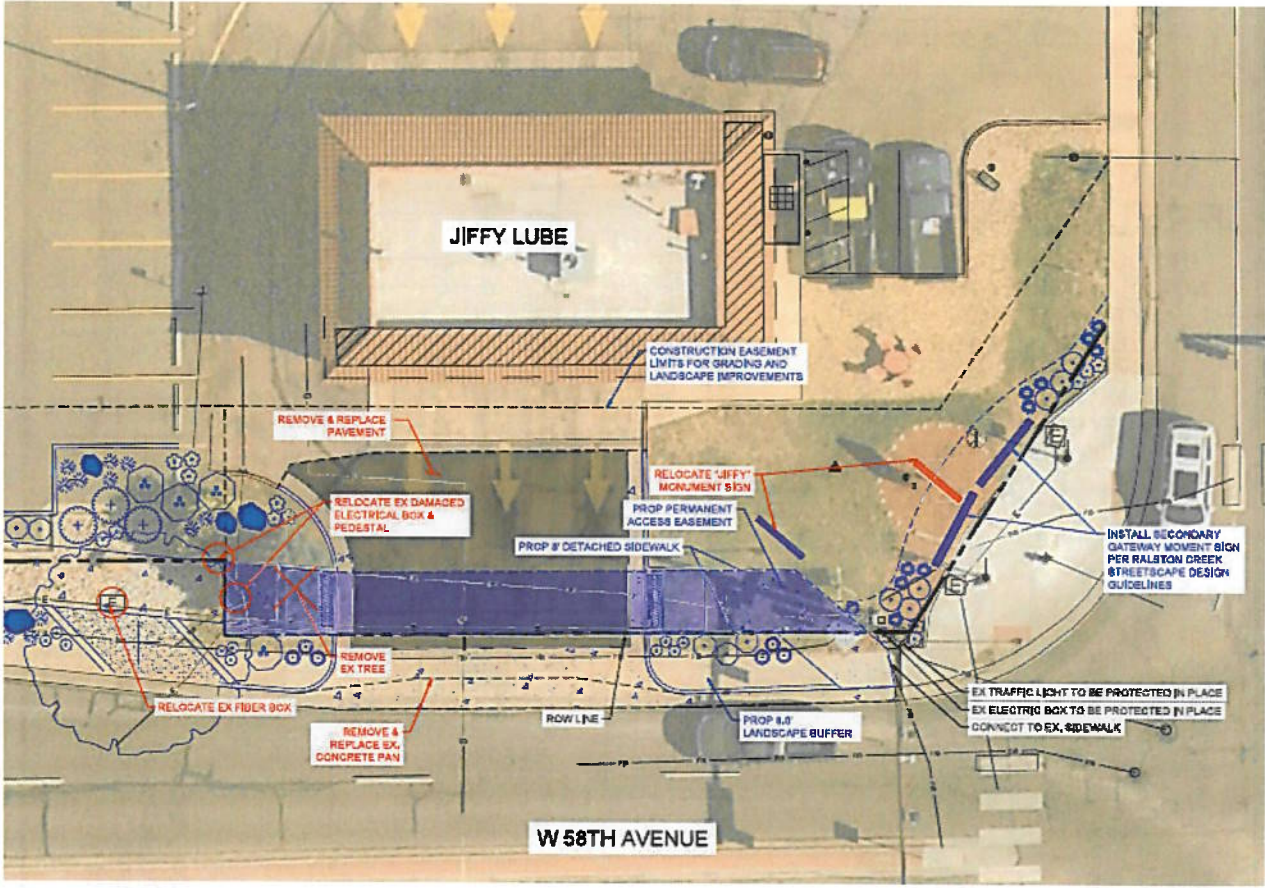 JIFFY LUBE
CONSTRUCTION EASEMENT
LIMITS FOR GRADING AND
LANDSCAPE IMPROVEMENTS
REMOVE & REPLACE
PAVEMENT
RELOCATE EX DAMAGED
ELECTRICAL BOX &
PEDESTAL
RELOCATE "JIFFY"
MONUMENT SIGN
PROP PERMANENT
ACCESS EASEMENT
PROP 8' DETACHED SIDEWALK
INSTALL SECONDARY
GATEWAY MOMENT SIGN
PER RALSTON CREEK
STREETSCAPE DESIGN
GUIDELINES
REMOVE
EX TREE
RELOCATE EX FIBER BOX
REMOVE &
REPLACE EX.
CONCRETE PAN
ROW LINE
LANDSCAPE BUFFER
EX TRAFFIC LIGHT TO BE PROTECTED IN PLACE
EX ELECTRIC BOX TO BE PROTECTED IN PLACE
CONNECT TO EX. SIDEWALK
W 58TH AVENUE